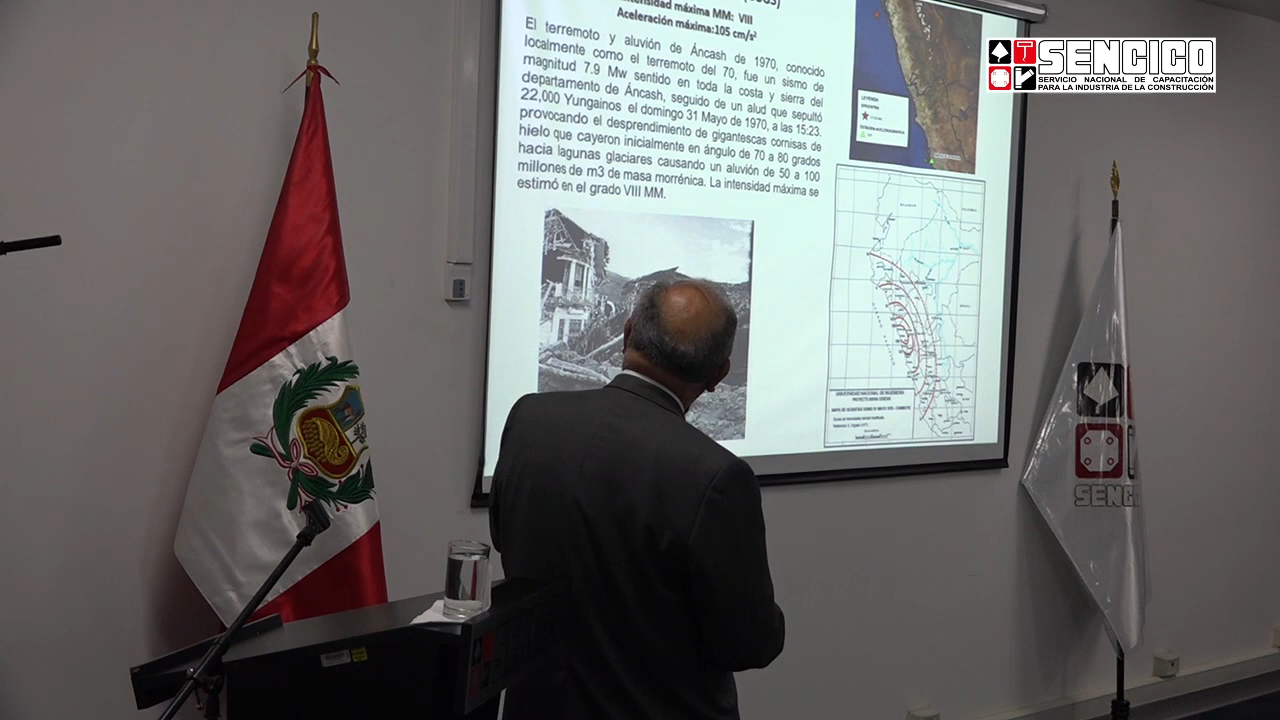 Intensidad máxima MM: VIII
Aceleración máxima:105 cm/s²
El terremoto y aluvión de Áncash de 1970, conocido
localmente como el terremoto del 70, fue un sismo de
magnitud 7.9 Mw sentido en toda la costa y sierra del
departamento de Áncash, seguido de un alud que sepultó
22,000 Yungainos el domingo 31 Mayo de 1970, a las 15:23.
provocando el desprendimiento de gigantescas cornisas de
hielo que cayeron inicialmente en ángulo de 70 a 80 grados
hacia lagunas glaciares causando un aluvión de 50 a 100
millones de m3 de masa morrénica. La intensidad máxima se
estimó en el grado VIII MM.
LEYENDA
UNIVERSIDAD NACIONAL DE INGENIERIA
SENCICO
SERVICIO NACIONAL DE CAPACITACIÓN
PARA LA INDUSTRIA DE LA CONSTRUCCIÓN
SENC